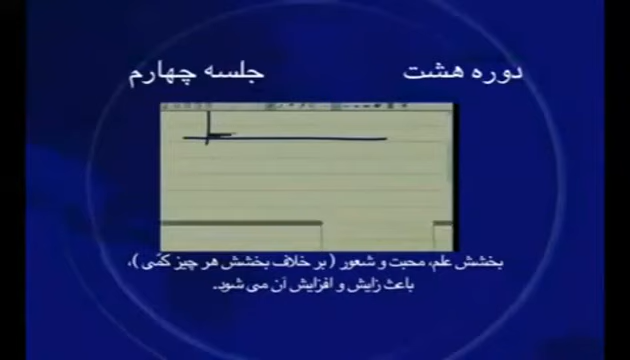 دوره هشت
جلسه چهارم
بخشش علم، محبت و شعور ( بر خلاف بخشش هر چیز کمّی )،
باعث زایش و افزایش آن می شود.